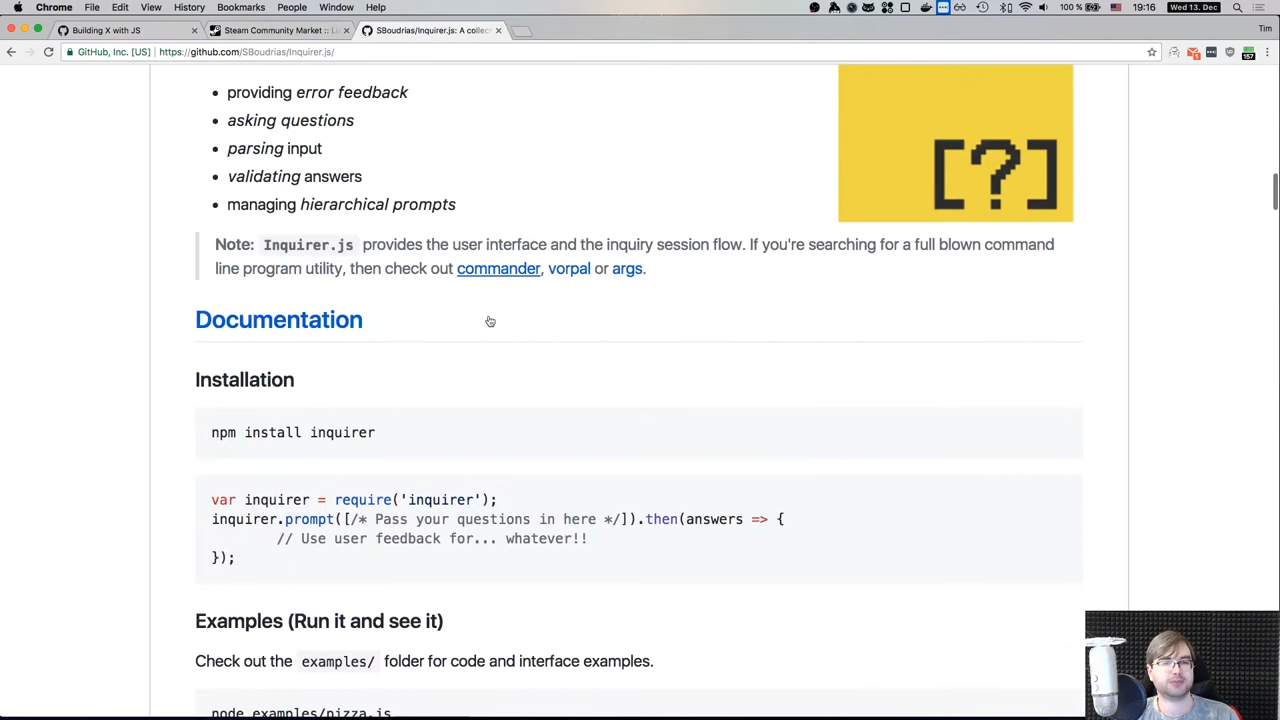 Chrome File Edit View History Bookmarks People Window Help 100 % 19:16 Wed 13. Dec
Building X with JS Steam Community Market :: Li SBoudrias/Inquirer.js: A collec Tim
GitHub, Inc. [US] https://github.com/SBoudrias/Inquirer.js/ 157
• providing error feedback
• asking questions
• parsing input
• validating answers
• managing hierarchical prompts
[?]
Note: Inquirer.js provides the user interface and the inquiry session flow. If you're searching for a full blown command
line program utility, then check out commander, vorpal or args.
Documentation
Installation
npm install inquirer
var inquirer = require('inquirer');
inquirer.prompt([/* Pass your questions in here */]).then(answers => {
// Use user feedback for... whatever!!
});
Examples (Run it and see it)
Check out the examples/ folder for code and interface examples.
node examples/pizza.js